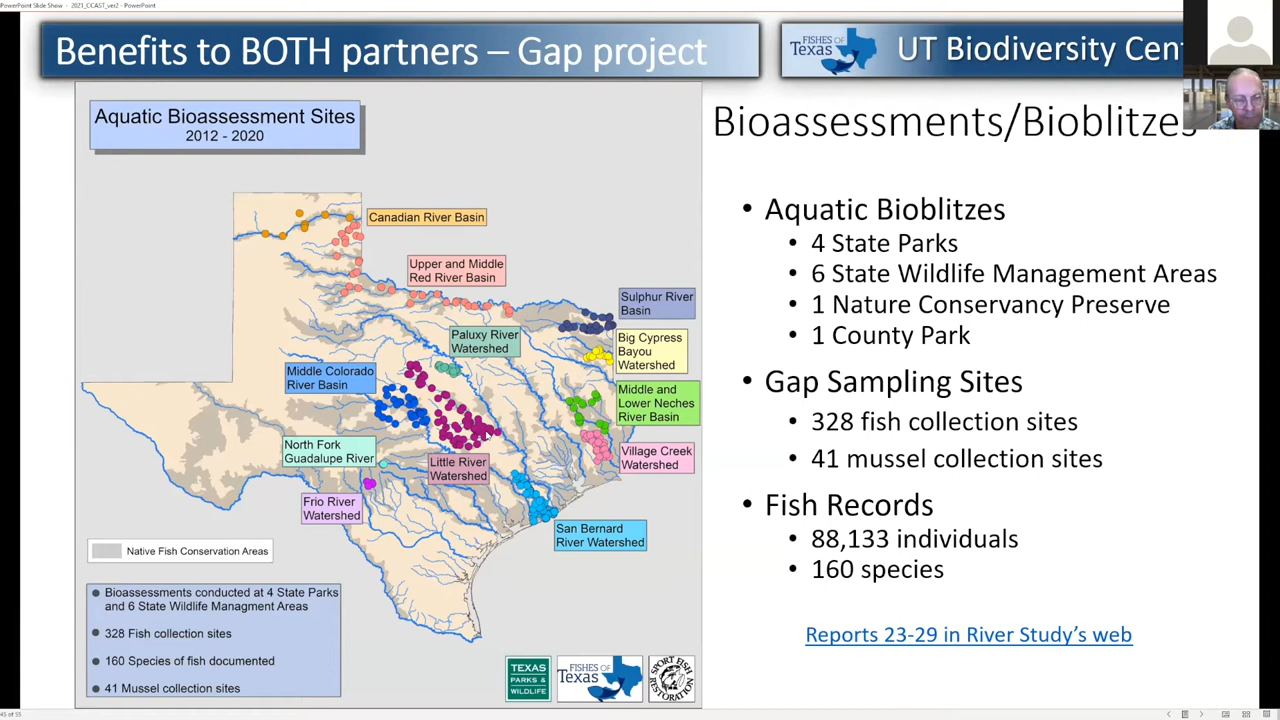 PowerPoint Slide Show - 2021_CCAST_ver2 - PowerPoint
Benefits to BOTH partners – Gap project
FISHES OF
TEXAS
UT Biodiversity Cent
Aquatic Bioassessment Sites
2012 - 2020
Canadian River Basin
Upper and Middle
Red River Basin
Sulphur River
Basin
Paluxy River
Watershed
Big Cypress
Bayou
Watershed
Middle Colorado
River Basin
Middle and
Lower Neches
River Basin
North Fork
Guadalupe River
Little River
Watershed
Village Creek
Watershed
Frio River
Watershed
San Bernard
River Watershed
Native Fish Conservation Areas
Bioassessments conducted at 4 State Parks
and 6 State Wildlife Managment Areas
328 Fish collection sites
160 Species of fish documented
41 Mussel collection sites
TEXAS
PARKS &
WILDLIFE
FISHES OF
TEXAS
SPORT FISH
RESTORATION
Bioassessments/Bioblitzes
• Aquatic Bioblitzes
• 4 State Parks
• 6 State Wildlife Management Areas
• 1 Nature Conservancy Preserve
• 1 County Park
• Gap Sampling Sites
• 328 fish collection sites
• 41 mussel collection sites
• Fish Records
• 88,133 individuals
• 160 species
Reports 23-29 in River Study's web
45 of 55